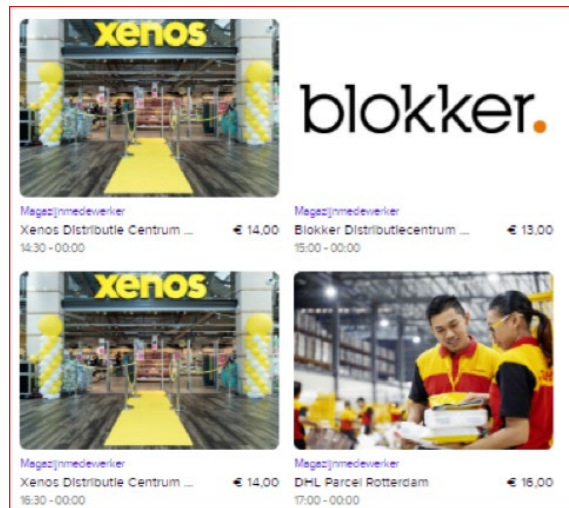 xenos
blokker.
Magazijnmedewerker
Xenos Distributie Centrum ... € 14,00
14:30 - 00:00
Magazijnmedewerker
Blokker Distributiecentrum ... € 13,00
15:00 - 00:00
xenos
Magazijnmedewerker
Xenos Distributie Centrum ... € 14,00
16:30 - 00:00
Magazijnmedewerker
DHL Parcel Rotterdam € 16,00
17:00 - 00:00